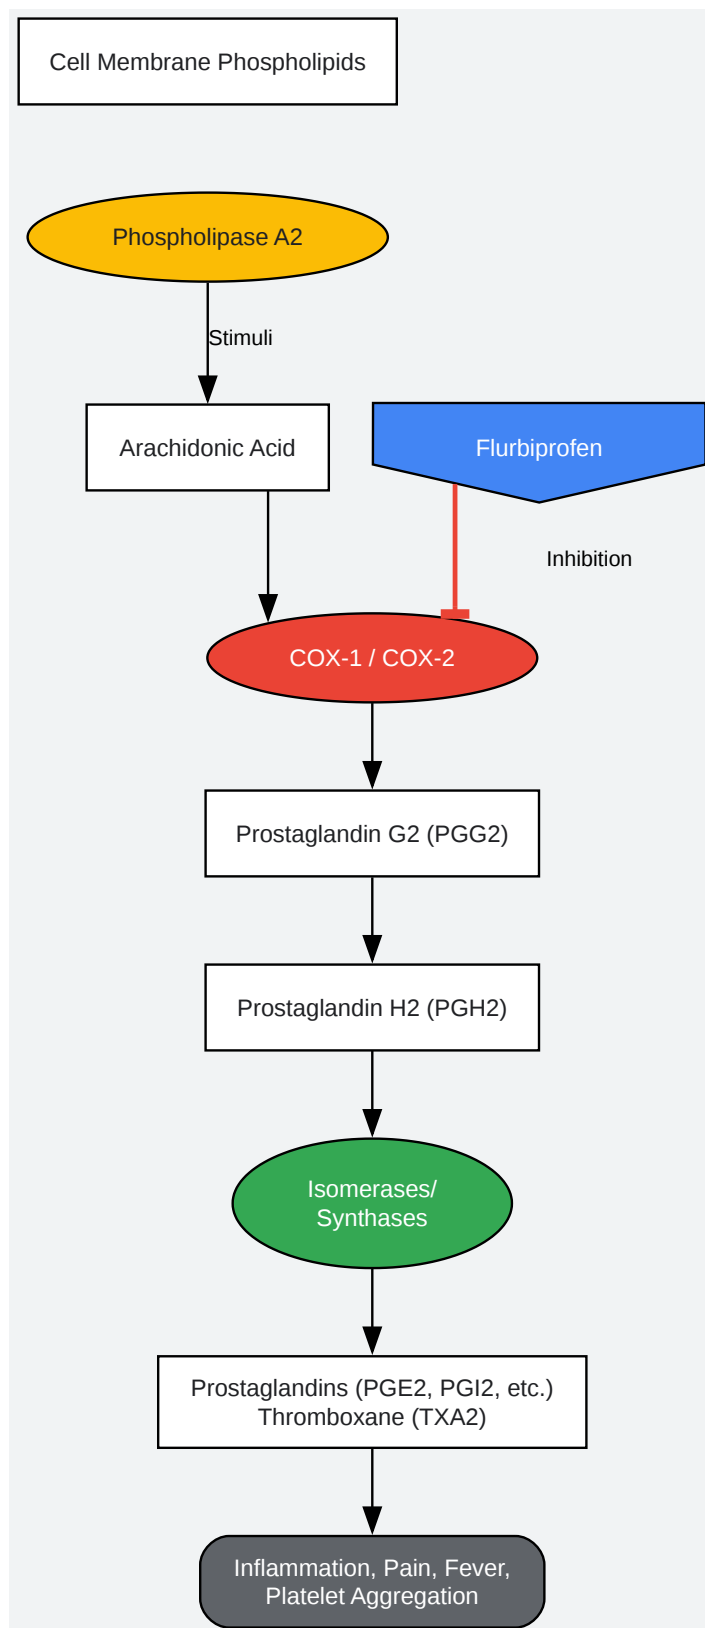 Cell Membrane Phospholipids
Phospholipase A2
Stimuli
Arachidonic Acid
Flurbiprofen
Inhibition
COX-1 / COX-2
Prostaglandin G2 (PGG2)
Prostaglandin H2 (PGH2)
Isomerases/
Synthases
Prostaglandins (PGE2, PGI2, etc.)
Thromboxane (TXA2)
Inflammation, Pain, Fever,
Platelet Aggregation